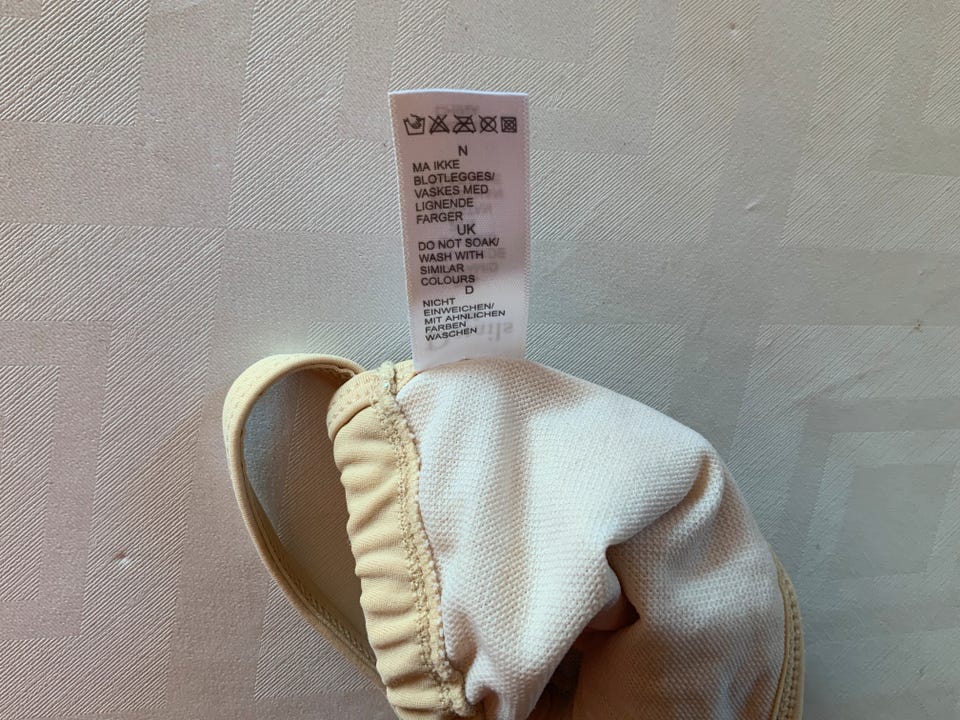 N
MA IKKE
BLOTLEGGES/
VASKES MED
LIGNENDE
FARGER
UK
DO NOT SOAK/
WASH WITH
SIMILAR
COLOURS
D
NICHT
EINWEICHEN/
MIT AHNLICHEN
FARBEN
WASCHEN